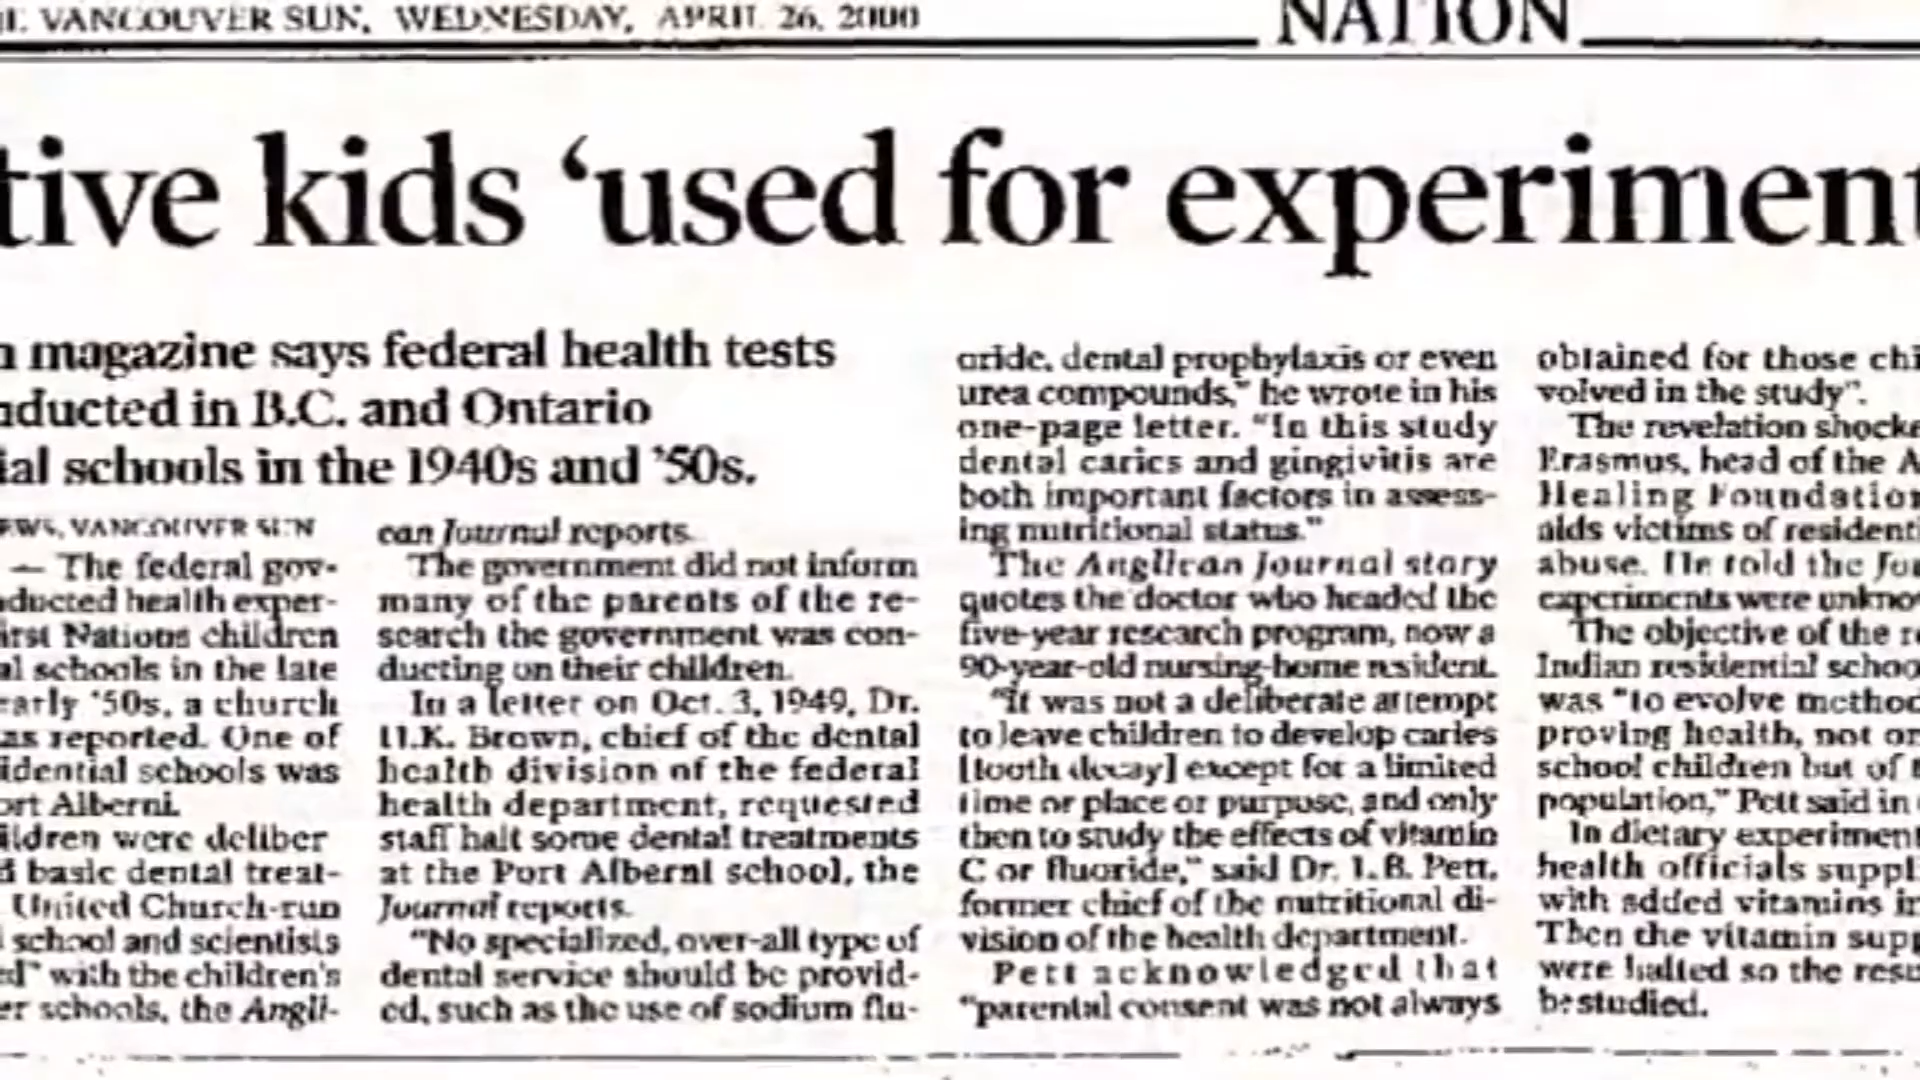 VANCOUVER SUN, WEDNESDAY, APRIL 26, 2000
NATION
tive kids ‘used for experiment
magazine says federal health tests
nducted in B.C. and Ontario
ial schools in the 1940s and ’50s.
EWS, VANCOUVER SUN
— The federal gov-
nducted health exper-
irst Nations children
al schools in the late
early ’50s, a church
as reported. One of
idential schools was
ort Alberni.
ildren were deliber
d basic dental treat-
United Church-run
school and scientists
ed” with the children’s
er schools, the Angli-
can Journal reports.
The government did not inform
many of the parents of the re-
search the government was con-
ducting on their children.
In a letter on Oct. 3, 1949, Dr.
H.K. Brown, chief of the dental
health division of the federal
health department, requested
staff halt some dental treatments
at the Port Alberni school, the
Journal reports.
“No specialized, over-all type of
dental service should be provid-
ed, such as the use of sodium flu-
oride, dental prophylaxis or even
urea compounds,” he wrote in his
one-page letter. “In this study
dental caries and gingivitis are
both important factors in assess-
ing nutritional status.”
The Anglican Journal story
quotes the doctor who headed the
five-year research program, now a
90-year-old nursing-home resident.
“It was not a deliberate attempt
to leave children to develop caries
[tooth decay] except for a limited
time or place or purpose, and only
then to study the effects of vitamin
C or fluoride,” said Dr. L.B. Pett,
former chief of the nutritional di-
vision of the health department.
Pett acknowledged that
“parental consent was not always
obtained for those chi
volved in the study”.
The revelation shocke
Erasmus, head of the A
Healing Foundation
aids victims of residenti
abuse. He told the Jou
experiments were unkno
The objective of the r
Indian residential schoo
was “to evolve method
proving health, not on
school children but of
population,” Pett said in
In dietary experiment
health officials suppl
with added vitamins in
Then the vitamin supp
were halted so the resu
be studied.